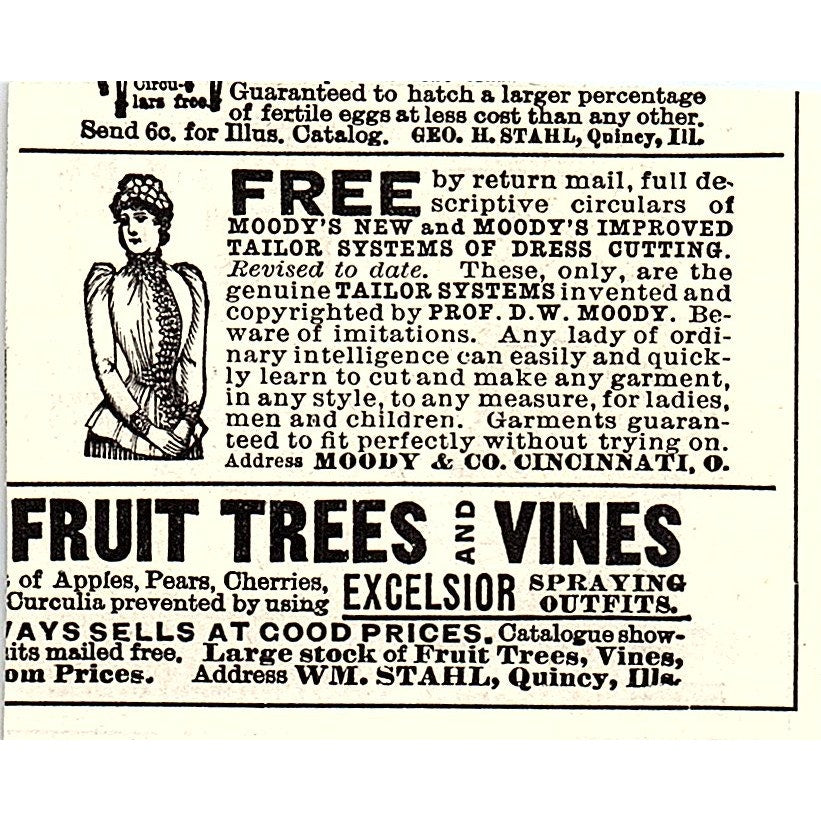 Circu-
lars free.
Guaranteed to hatch a larger percentage
of fertile eggs at less cost than any other.
Send 6c. for Illus. Catalog. GEO. H. STAHL, Quincy, Ill.
FREE by return mail, full de-
scriptive circulars of
MOODY'S NEW and MOODY'S IMPROVED
TAILOR SYSTEMS OF DRESS CUTTING.
Revised to date. These, only, are the
genuine TAILOR SYSTEMS invented and
copyrighted by PROF. D. W. MOODY. Be-
ware of imitations. Any lady of ordi-
nary intelligence can easily and quick-
ly learn to cut and make any garment,
in any style, to any measure, for ladies,
men and children. Garments guaran-
teed to fit perfectly without trying on.
Address MOODY & CO. CINCINNATI, O.
FRUIT TREES AND VINES
of Apples, Pears, Cherries,
Curculia prevented by using EXCELSIOR SPRAYING
OUTFITS.
WAYS SELLS AT GOOD PRICES. Catalogue show-
its mailed free. Large stock of Fruit Trees, Vines,
om Prices. Address WM. STAHL, Quincy, Ills.